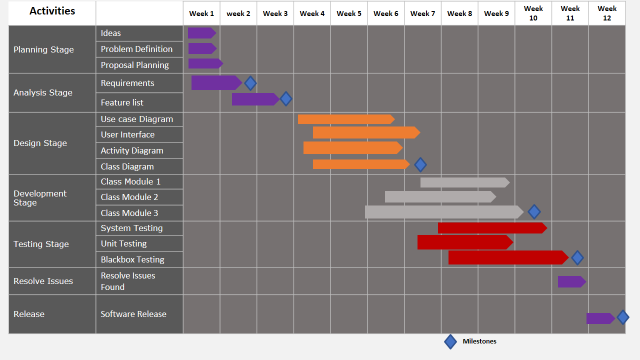 Activities
Week 1 week 2 Week 3 Week 4 Week 5 Week 6 Week 7 Week 8 Week 9 Week 10 Week 11 Week 12
Planning Stage
Ideas
Problem Definition
Proposal Planning
Analysis Stage
Requirements
Feature list
Design Stage
Use case Diagram
User Interface
Activity Diagram
Class Diagram
Development
Stage
Class Module 1
Class Module 2
Class Module 3
Testing Stage
System Testing
Unit Testing
Blackbox Testing
Resolve Issues
Resolve Issues
Found
Release
Software Release
Milestones